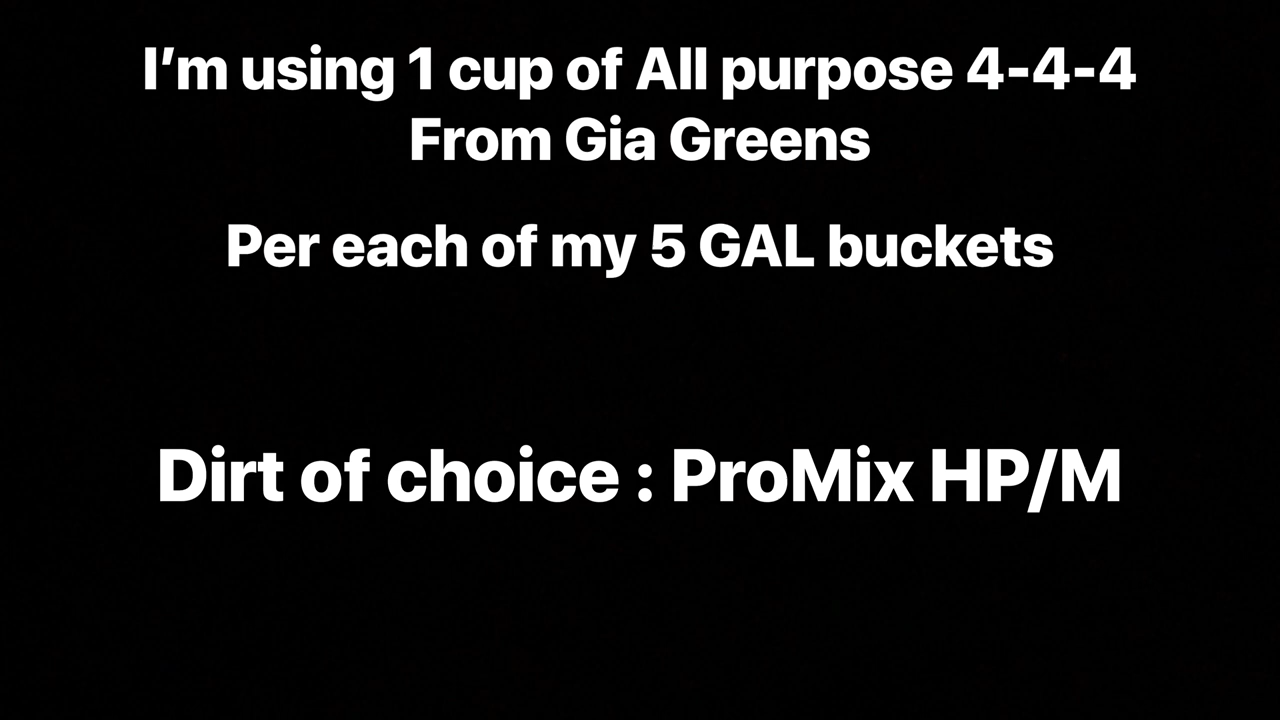 I’m using 1 cup of All purpose 4-4-4
From Gia Greens
Per each of my 5 GAL buckets
Dirt of choice : ProMix HP/M